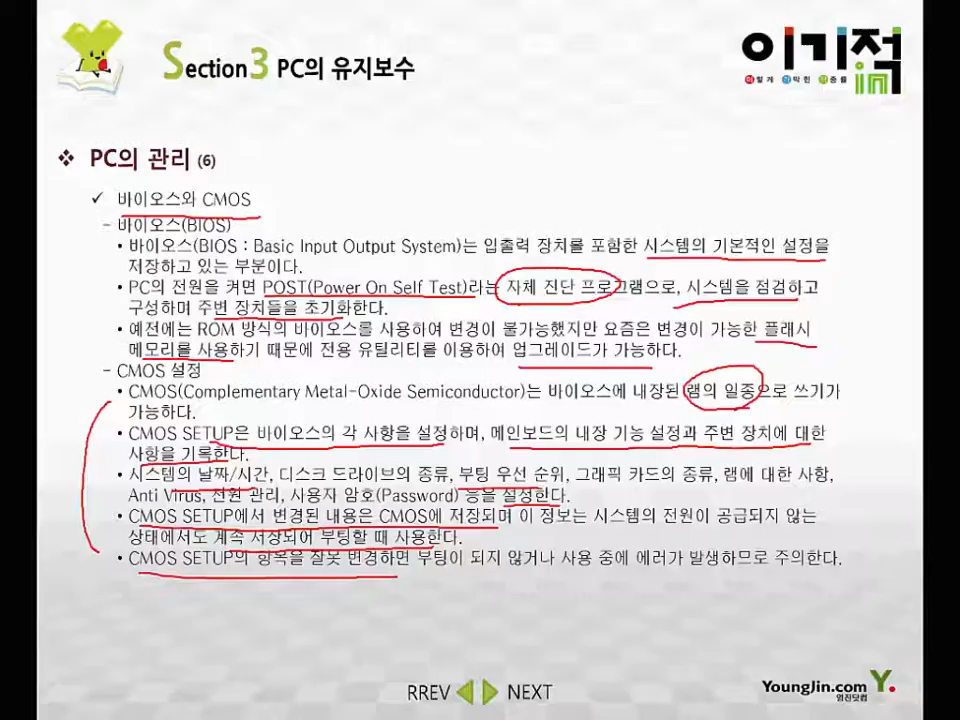 Section3 PC의 유지보수
이기적in
이렇게 기막힌 적중률
❖ PC의 관리 (6)
✓ 바이오스와 CMOS
- 바이오스(BIOS)
• 바이오스(BIOS : Basic Input Output System)는 입출력 장치를 포함한 시스템의 기본적인 설정을
저장하고 있는 부분이다.
• PC의 전원을 켜면 POST(Power On Self Test)라는 자체 진단 프로그램으로, 시스템을 점검하고
구성하며 주변 장치들을 초기화한다.
• 예전에는 ROM 방식의 바이오스를 사용하여 변경이 불가능했지만 요즘은 변경이 가능한 플래시
메모리를 사용하기 때문에 전용 유틸리티를 이용하여 업그레이드가 가능하다.
- CMOS 설정
• CMOS(Complementary Metal-Oxide Semiconductor)는 바이오스에 내장된 램의 일종으로 쓰기가
가능하다.
• CMOS SETUP은 바이오스의 각 사항을 설정하며, 메인보드의 내장 기능 설정과 주변 장치에 대한
사항을 기록한다.
• 시스템의 날짜/시간, 디스크 드라이브의 종류, 부팅 우선 순위, 그래픽 카드의 종류, 램에 대한 사항,
Anti Virus, 전원 관리, 사용자 암호(Password) 등을 설정한다.
• CMOS SETUP에서 변경된 내용은 CMOS에 저장되며 이 정보는 시스템의 전원이 공급되지 않는
상태에서도 계속 저장되어 부팅할 때 사용한다.
• CMOS SETUP의 항목을 잘못 변경하면 부팅이 되지 않거나 사용 중에 에러가 발생하므로 주의한다.
RREV NEXT
YoungJin.com Y.
영진닷컴